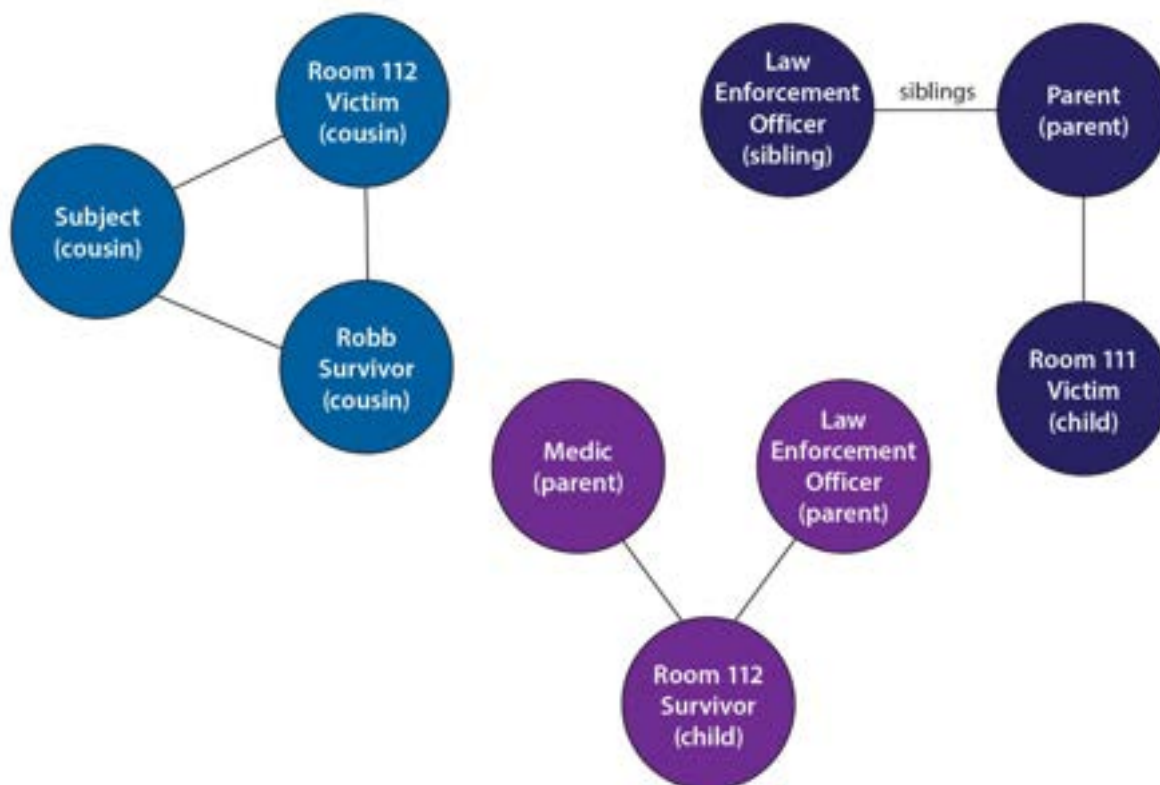 Room 112
Victim
(cousin)
Subject
(cousin)
Robb
Survivor
(cousin)
Law
Enforcement
Officer
(sibling)
siblings
Parent
(parent)
Room 111
Victim
(child)
Medic
(parent)
Law
Enforcement
Officer
(parent)
Room 112
Survivor
(child)